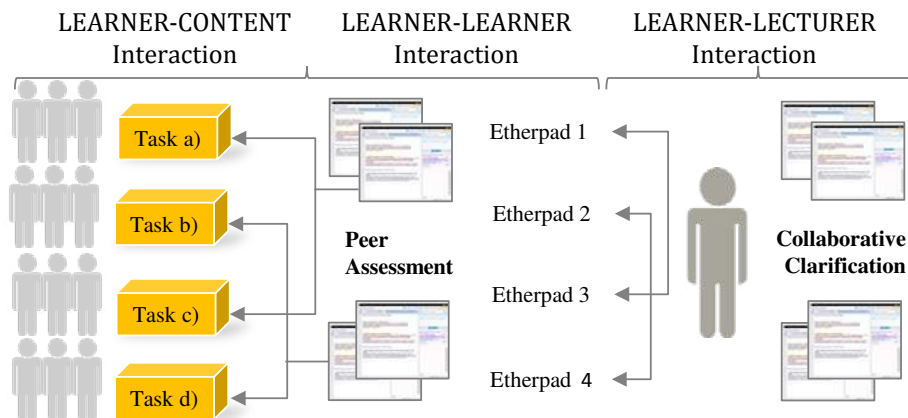 LEARNER-CONTENT
Interaction
LEARNER-LEARNER
Interaction
LEARNER-LECTURER
Interaction
Task a)
Task b)
Task c)
Task d)
Peer
Assessment
Etherpad 1
Etherpad 2
Etherpad 3
Etherpad 4
Collaborative
Clarification